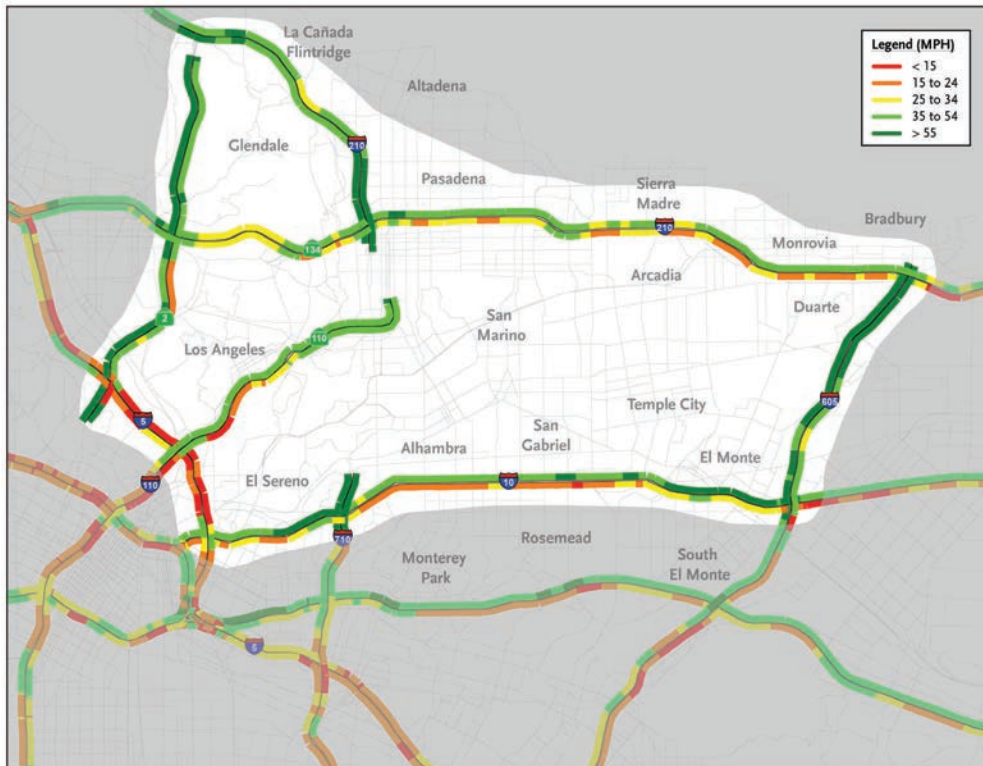 La Cañada
Flintridge
Legend (MPH)
< 15
15 to 24
25 to 34
35 to 54
> 55
Altadena
Glendale
210
Pasadena
Sierra
Madre
210
Bradbury
134
Monrovia
Arcadia
Duarte
2
San
Marino
Los Angeles
110
605
Temple City
5
San
Gabriel
Alhambra
El Monte
110
El Sereno
10
710
Rosemead
Monterey
Park
South
El Monte
5